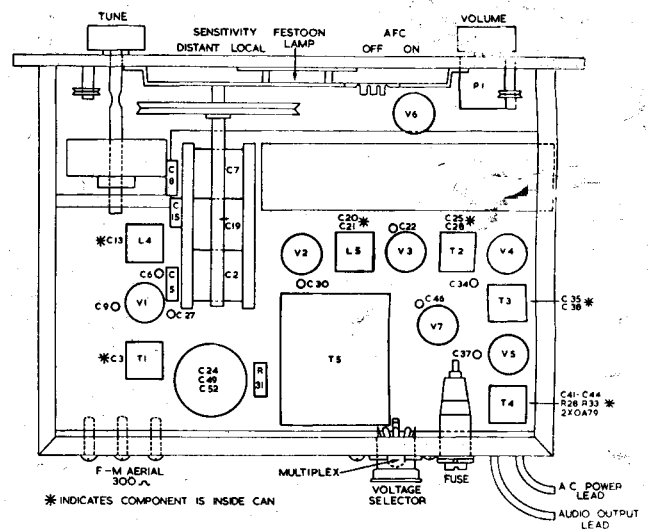 TUNE
SENSITIVITY
DISTANT LOCAL
FESTOON
LAMP
AFC
OFF ON
VOLUME
P1
V6
C
8
C7
C
15
C19
C20
C21 *
C22
C25 *
C28
* C13
L4
V2
L5
V3
T2
V4
C6
C
5
C2
C30
C34
T3
C35
C38 *
C9
V1
C27
C46
V7
T5
C37
V5
* C3
T1
C24
C49
C52
R
31
T4
C41-C44
R28 R33 *
2XOA79
F-M AERIAL
300 Ω
MULTIPLEX
VOLTAGE
SELECTOR
FUSE
A C POWER
LEAD
AUDIO OUTPUT
LEAD
* INDICATES COMPONENT IS INSIDE CAN